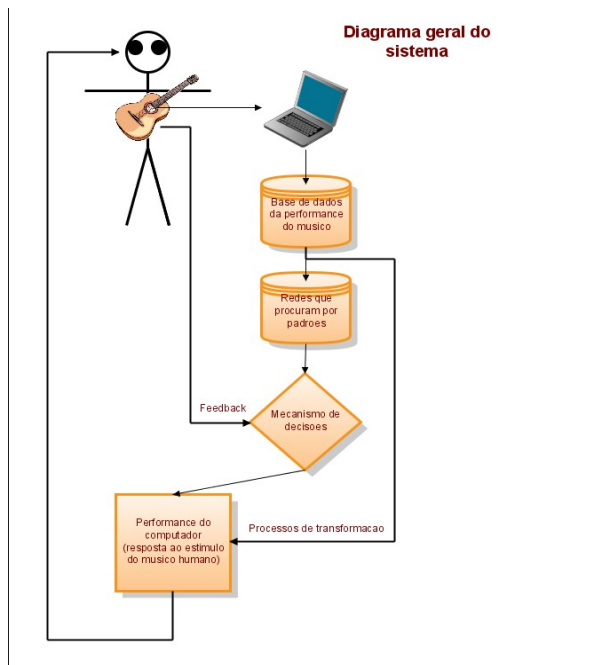 Diagrama geral do
sistema
Base de dados
da performance
do musico
Redes que
procuram por
padroes
Feedback
Mecanismo de
decisoes
Performance do
computador
(resposta ao estimulo
do musico humano)
Processos de transformacao